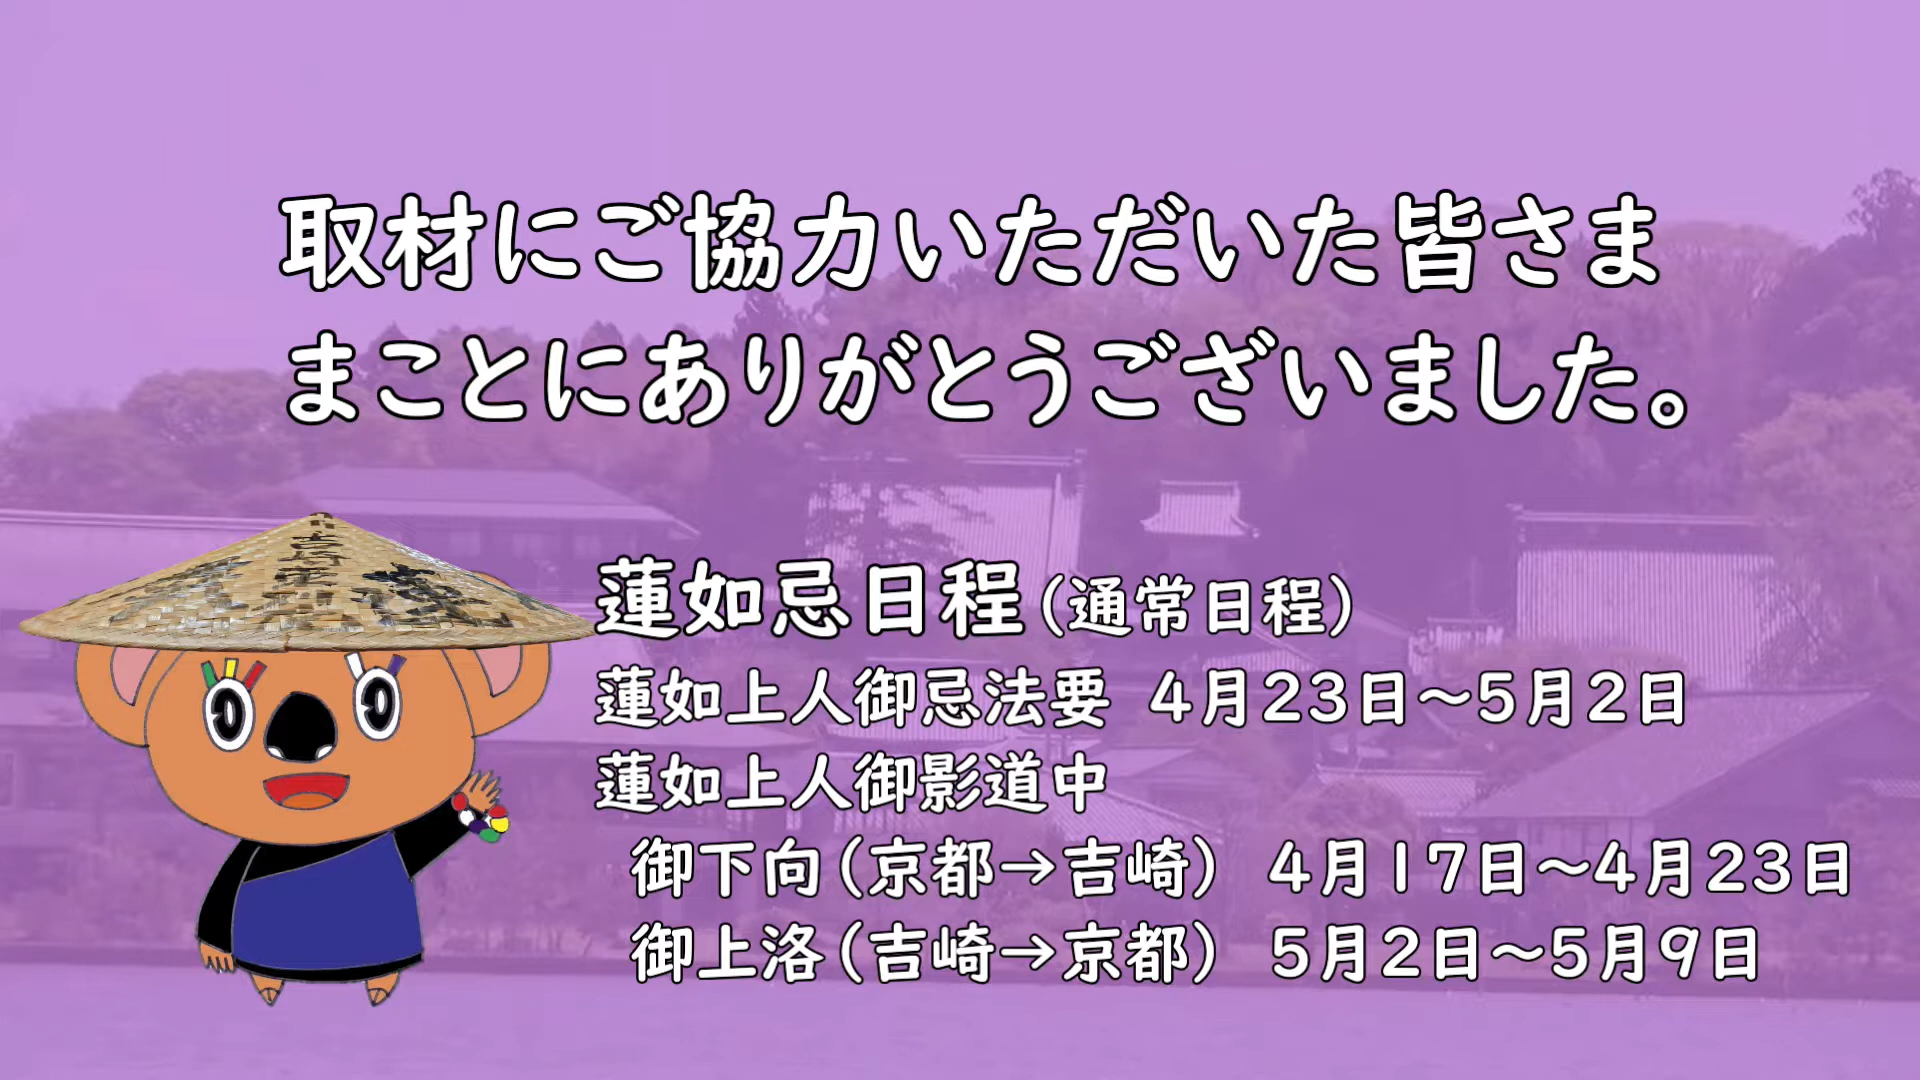 取材にご協力いただいた皆さま
まことにありがとうございました。
蓮如忌日程（通常日程）
蓮如上人御忌法要 4月23日～5月2日
蓮如上人御影道中
御下向（京都→吉崎） 4月17日～4月23日
御上洛（吉崎→京都） 5月2日～5月9日